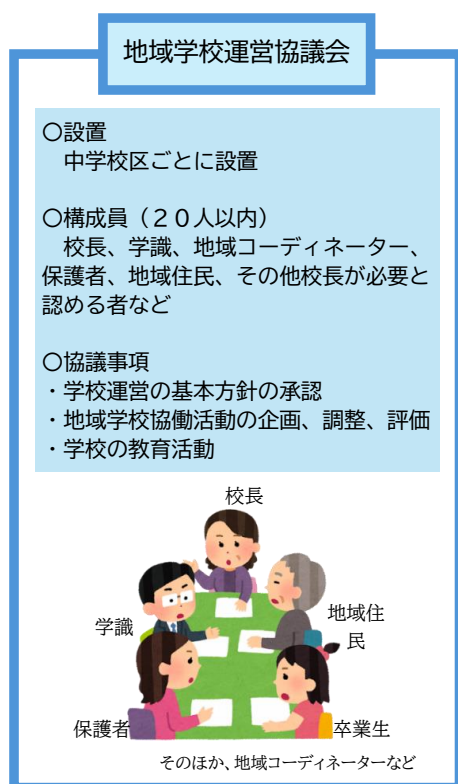 地域学校運営協議会
〇設置
中学校区ごとに設置
〇構成員（２０人以内）
校長、学識、地域コーディネーター、
保護者、地域住民、その他校長が必要と
認める者など
〇協議事項
・学校運営の基本方針の承認
・地域学校協働活動の企画、調整、評価
・学校の教育活動
校長
学識
地域住
民
保護者
卒業生
そのほか、地域コーディネーターなど